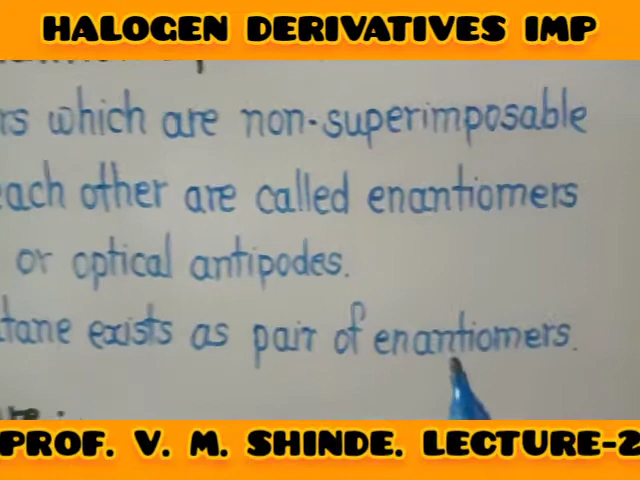 HALOGEN DERIVATIVES IMP
rs which are non-superimposable
each other are called enantiomers
or optical antipodes.
tane exists as pair of enantiomers.
PROF. V. M. SHINDE. LECTURE-2